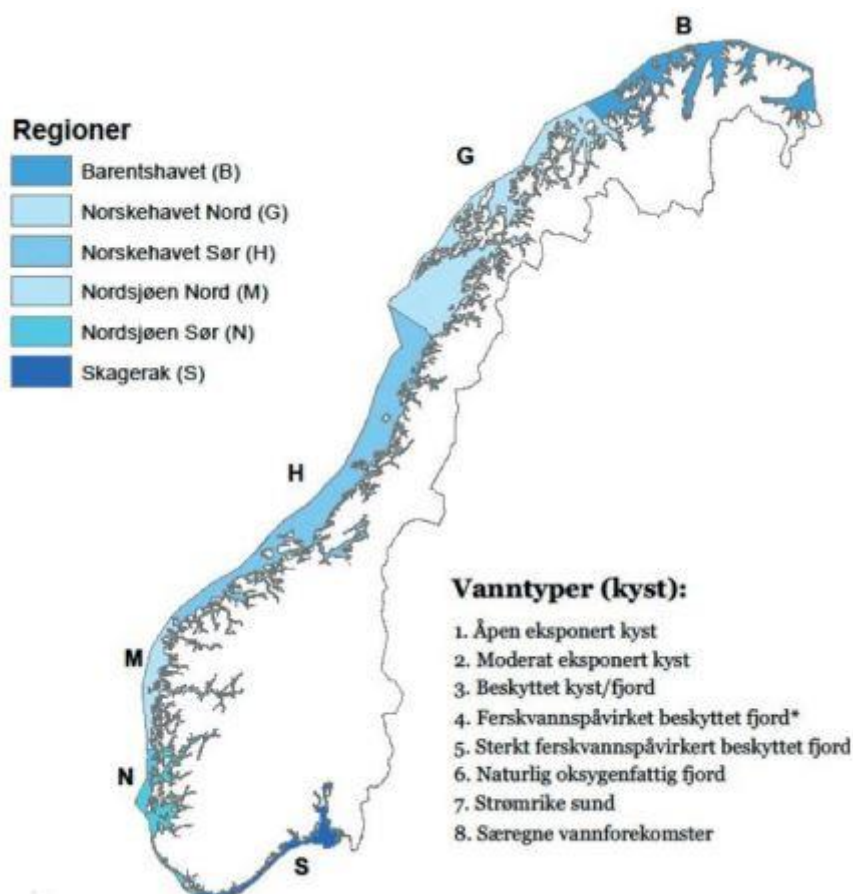 B
Regioner
Barentshavet (B)
G
Norskehavet Nord (G)
Norskehavet Sør (H)
Nordsjøen Nord (M)
Nordsjøen Sør (N)
Skagerak (S)
H
Vanntyper (kyst):
1. Åpen eksponert kyst
M
2. Moderat eksponert kyst
3. Beskyttet kyst/fjord
4. Ferskvannspåvirket beskyttet fjord*
5. Sterkt ferskvannspåvirkert beskyttet fjord
N
6. Naturlig oksygenfattig fjord
7. Strømrike sund
8. Særegne vannforekomster
S